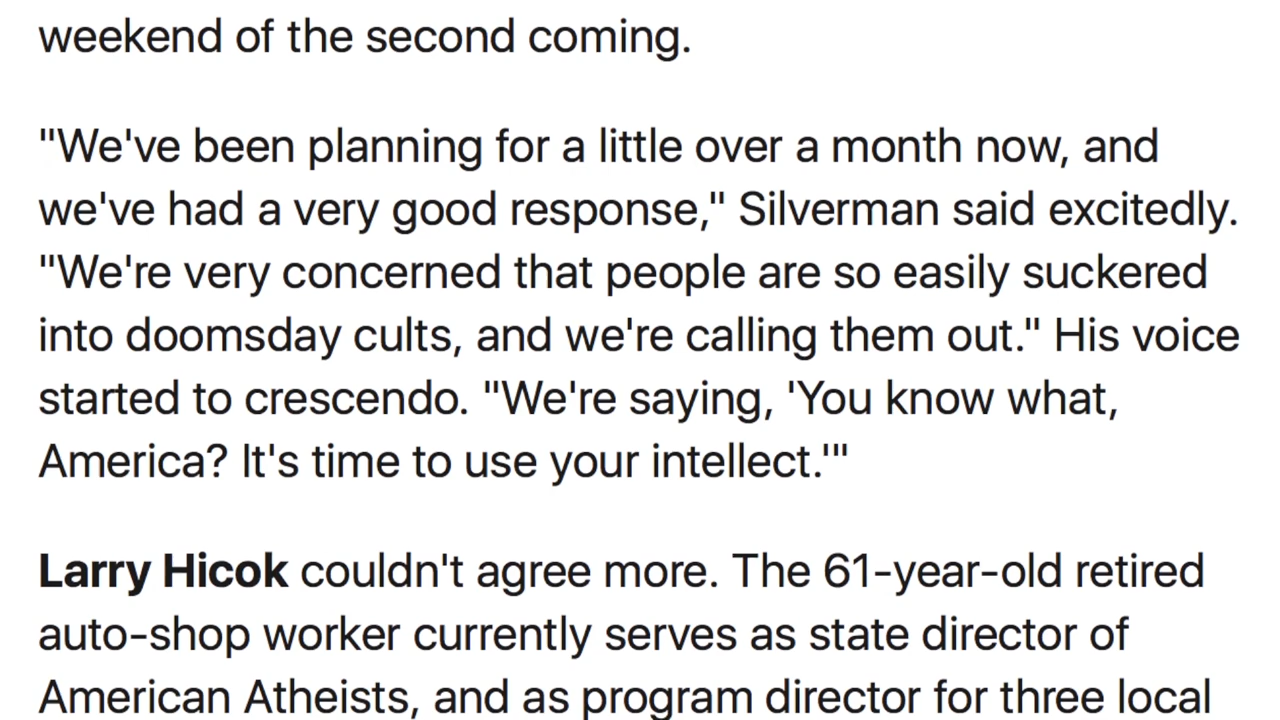 weekend of the second coming.
"We've been planning for a little over a month now, and
we've had a very good response," Silverman said excitedly.
"We're very concerned that people are so easily suckered
into doomsday cults, and we're calling them out." His voice
started to crescendo. "We're saying, 'You know what,
America? It's time to use your intellect.'"
Larry Hicok couldn't agree more. The 61-year-old retired
auto-shop worker currently serves as state director of
American Atheists, and as program director for three local